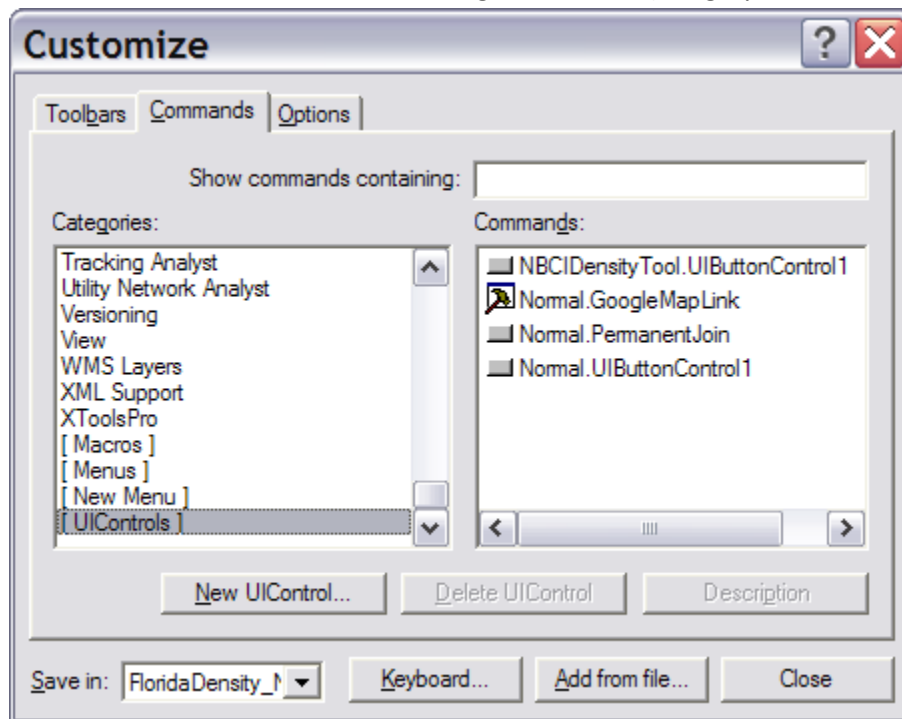 Customize
Toolbars Commands Options
Show commands containing:
Categories: Commands:
Tracking Analyst
Utility Network Analyst
Versioning
View
WMS Layers
XML Support
XToolsPro
[ Macros ]
[ Menus ]
[ New Menu ]
[ UIControls ]
NBCIDensityTool.UIButtonControl1
Normal.GoogleMapLink
Normal.PermanentJoin
Normal.UIButtonControl1
New UIControl... Delete UIControl Description
Save in: FloridaDensity_ Keyboard... Add from file... Close